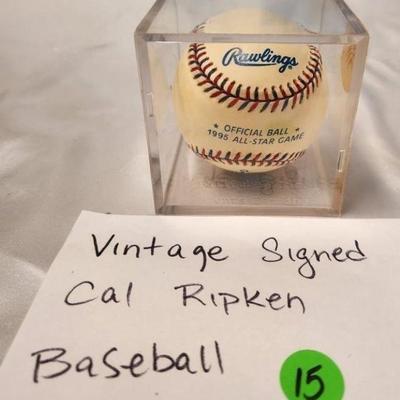 Rawlings
OFFICIAL BALL
1995 ALL-STAR GAME
Vintage Signed
Cal Ripken
Baseball
15